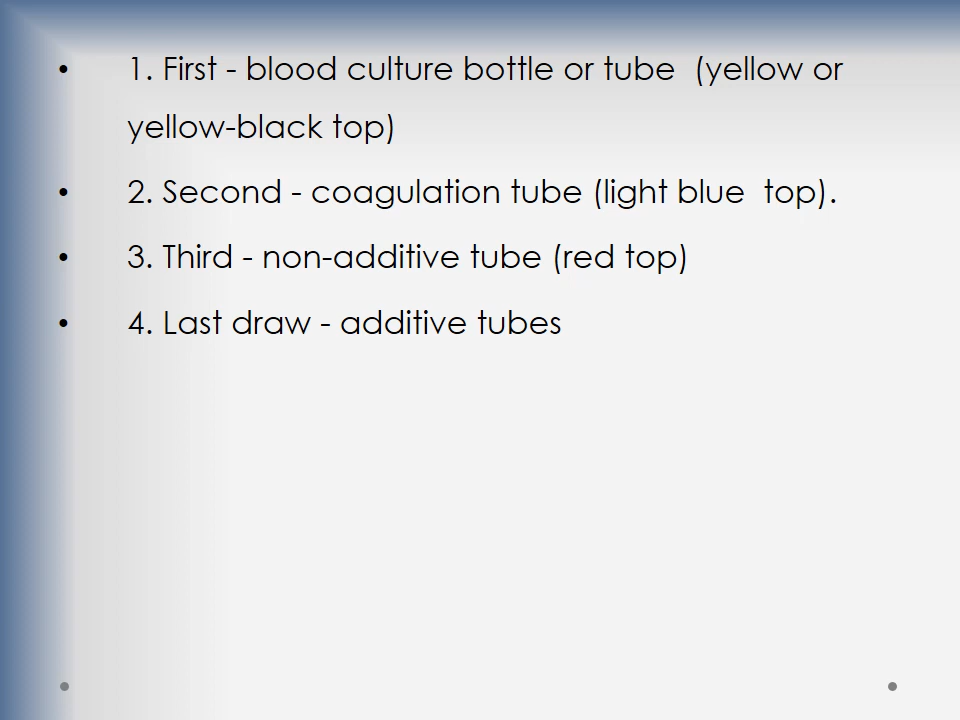 • 1. First - blood culture bottle or tube  (yellow or
yellow-black top)
• 2. Second - coagulation tube (light blue  top).
• 3. Third - non-additive tube (red top)
• 4. Last draw - additive tubes